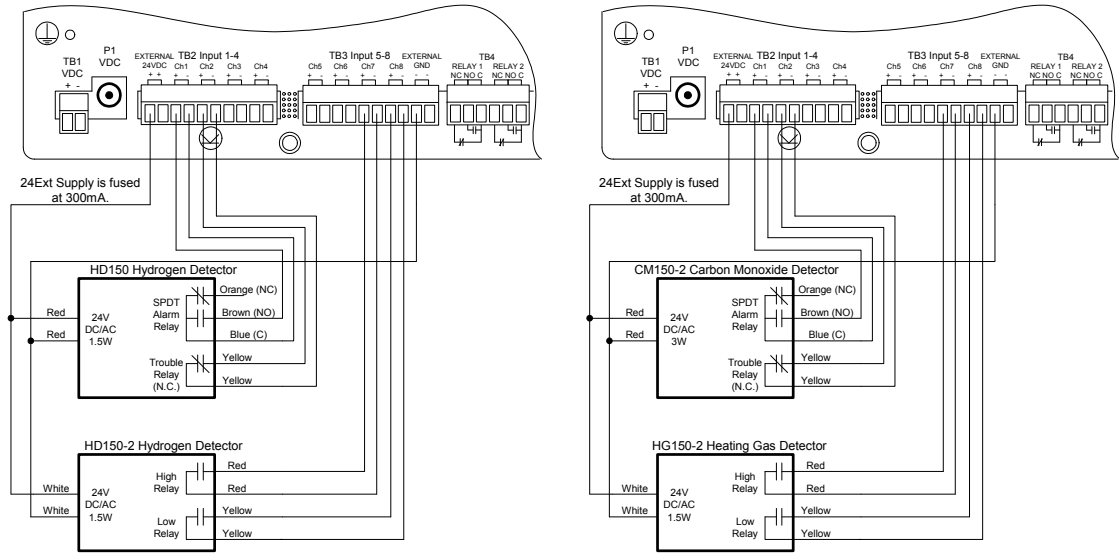 P1
VDC
TB1
VDC
+ -
EXTERNAL
24VDC
+ +
TB2 Input 1-4
Ch1 Ch2 Ch3 Ch4
+ - + - + - + -
TB3 Input 5-8
Ch5 Ch6 Ch7 Ch8
+ - + - + - + -
EXTERNAL
GND
- -
TB4
RELAY 1 RELAY 2
NC NO C NC NO C
24Ext Supply is fused
at 300mA.
HD150 Hydrogen Detector
Red
Red
24V
DC/AC
1.5W
SPDT
Alarm
Relay
Orange (NC)
Brown (NO)
Blue (C)
Trouble
Relay
(N.C.)
Yellow
Yellow
HD150-2 Hydrogen Detector
White
White
24V
DC/AC
1.5W
High
Relay
Red
Red
Low
Relay
Yellow
Yellow
P1
VDC
TB1
VDC
+ -
EXTERNAL
24VDC
+ +
TB2 Input 1-4
Ch1 Ch2 Ch3 Ch4
+ - + - + - + -
TB3 Input 5-8
Ch5 Ch6 Ch7 Ch8
+ - + - + - + -
EXTERNAL
GND
- -
TB4
RELAY 1 RELAY 2
NC NO C NC NO C
24Ext Supply is fused
at 300mA.
CM150-2 Carbon Monoxide Detector
Red
Red
24V
DC/AC
3W
SPDT
Alarm
Relay
Orange (NC)
Brown (NO)
Blue (C)
Trouble
Relay
(N.C.)
Yellow
Yellow
HG150-2 Heating Gas Detector
White
White
24V
DC/AC
1.5W
High
Relay
Red
Red
Low
Relay
Yellow
Yellow